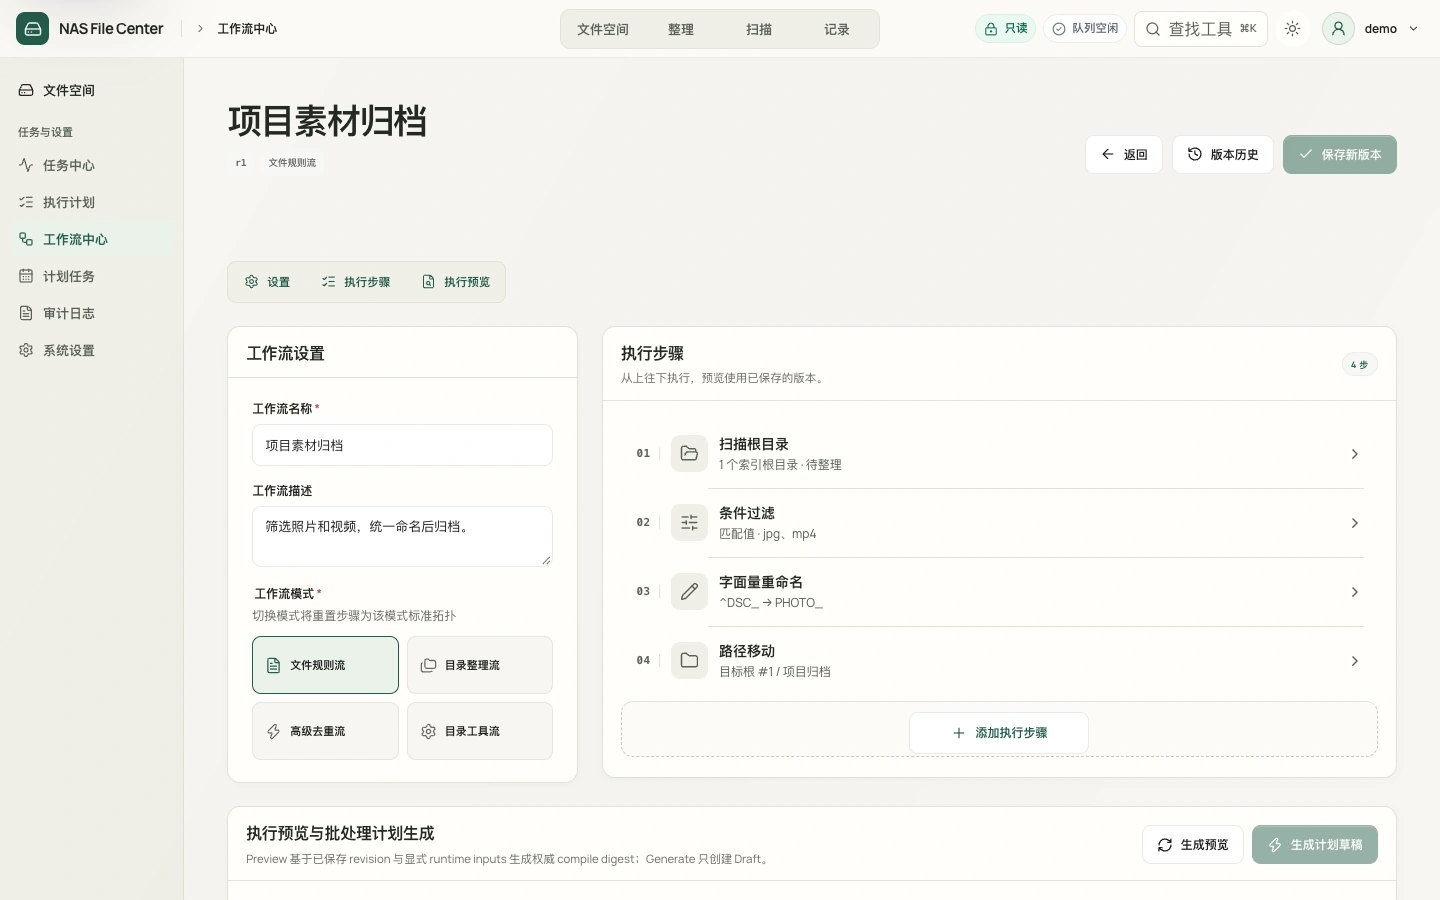 NAS File Center
工作流中心
文件空间
整理
扫描
记录
只读
队列空闲
查找工具
⌘K
demo
文件空间
任务与设置
任务中心
执行计划
工作流中心
计划任务
审计日志
系统设置
项目素材归档
r1
文件规则流
返回
版本历史
保存新版本
设置
执行步骤
执行预览
工作流设置
工作流名称*
项目素材归档
工作流描述
筛选照片和视频，统一命名后归档。
工作流模式*
切换模式将重置步骤为该模式标准拓扑
文件规则流
目录整理流
高级去重流
目录工具流
执行步骤
从上往下执行，预览使用已保存的版本。
4 步
01
扫描根目录
1 个索引根目录 · 待整理
02
条件过滤
匹配值 · jpg、mp4
03
字面量重命名
^DSC_ → PHOTO_
04
路径移动
目标根 #1 / 项目归档
添加执行步骤
执行预览与批处理计划生成
Preview 基于已保存 revision 与显式 runtime inputs 生成权威 compile digest；Generate 只创建 Draft。
生成预览
生成计划草稿